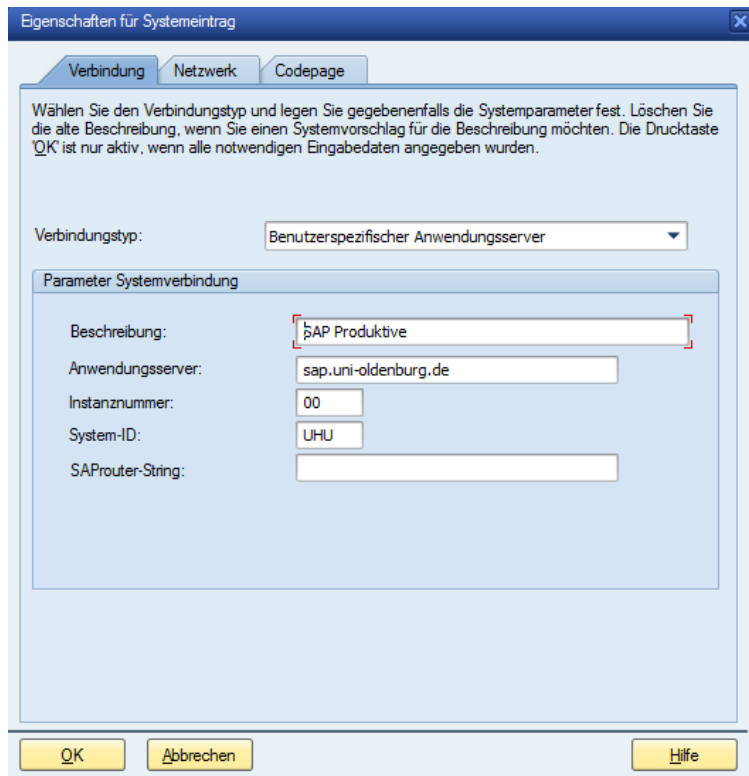 Eigenschaften für Systemeintrag
Verbindung Netzwerk Codepage
Wählen Sie den Verbindungstyp und legen Sie gegebenenfalls die Systemparameter fest. Löschen Sie
die alte Beschreibung, wenn Sie einen Systemvorschlag für die Beschreibung möchten. Die Drucktaste
'OK' ist nur aktiv, wenn alle notwendigen Eingabedaten angegeben wurden.
Verbindungstyp: Benutzerspezifischer Anwendungsserver
Parameter Systemverbindung
Beschreibung: SAP Produktive
Anwendungsserver: sap.uni-oldenburg.de
Instanznummer: 00
System-ID: UHU
SAProuter-String:
OK Abbrechen Hilfe